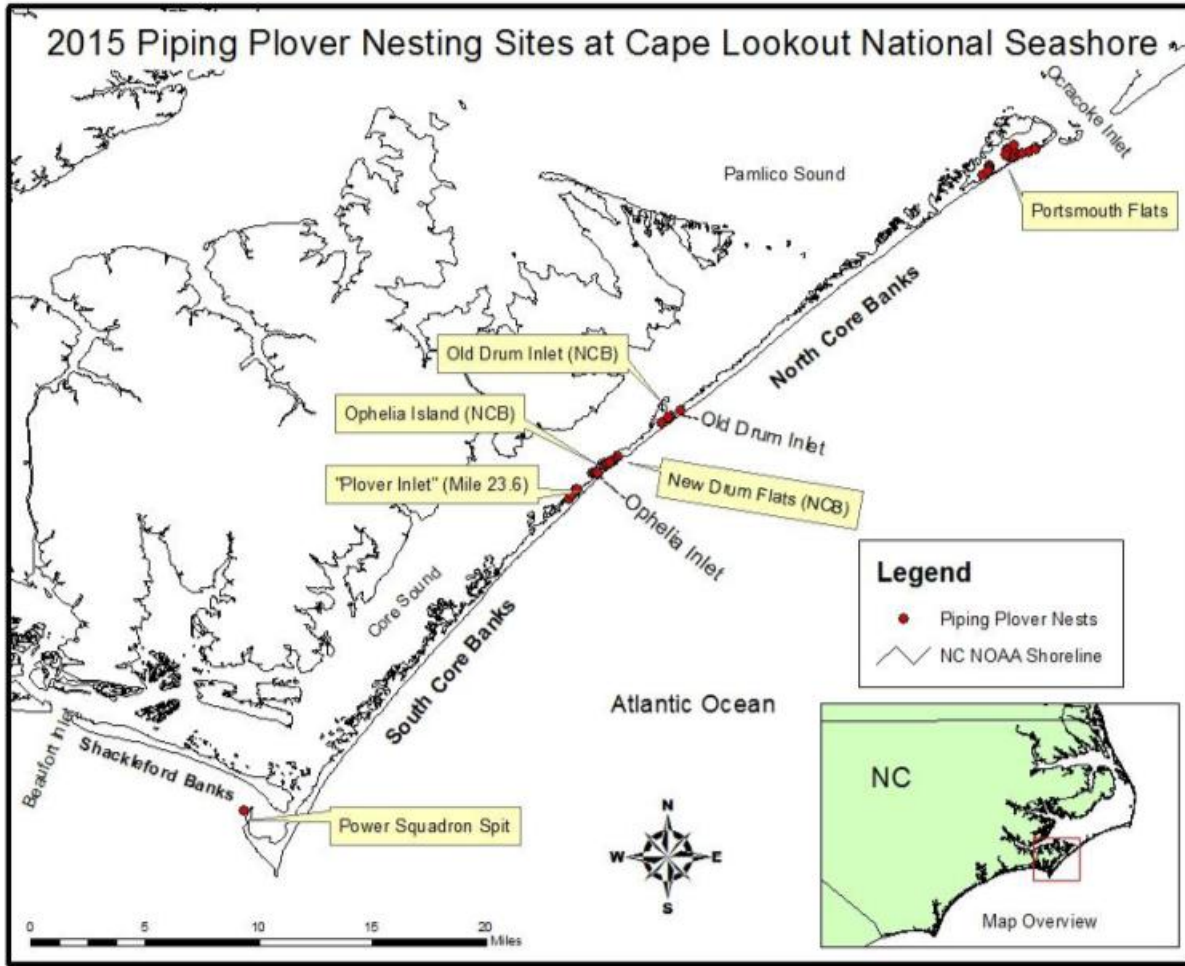 2015 Piping Plover Nesting Sites at Cape Lookout National Seashore
Ocracoke Inlet
Pamlico Sound
Portsmouth Flats
North Core Banks
Old Drum Inlet (NCB)
Ophelia Island (NCB)
Old Drum Inlet
"Plover Inlet" (Mile 23.6)
New Drum Flats (NCB)
Ophelia Inlet
Core Sound
South Core Banks
Legend
Piping Plover Nests
NC NOAA Shoreline
Atlantic Ocean
Beaufort Inlet
Shackleford Banks
Power Squadron Spit
NC
N
W
E
S
Map Overview
0
5
10
20
Miles